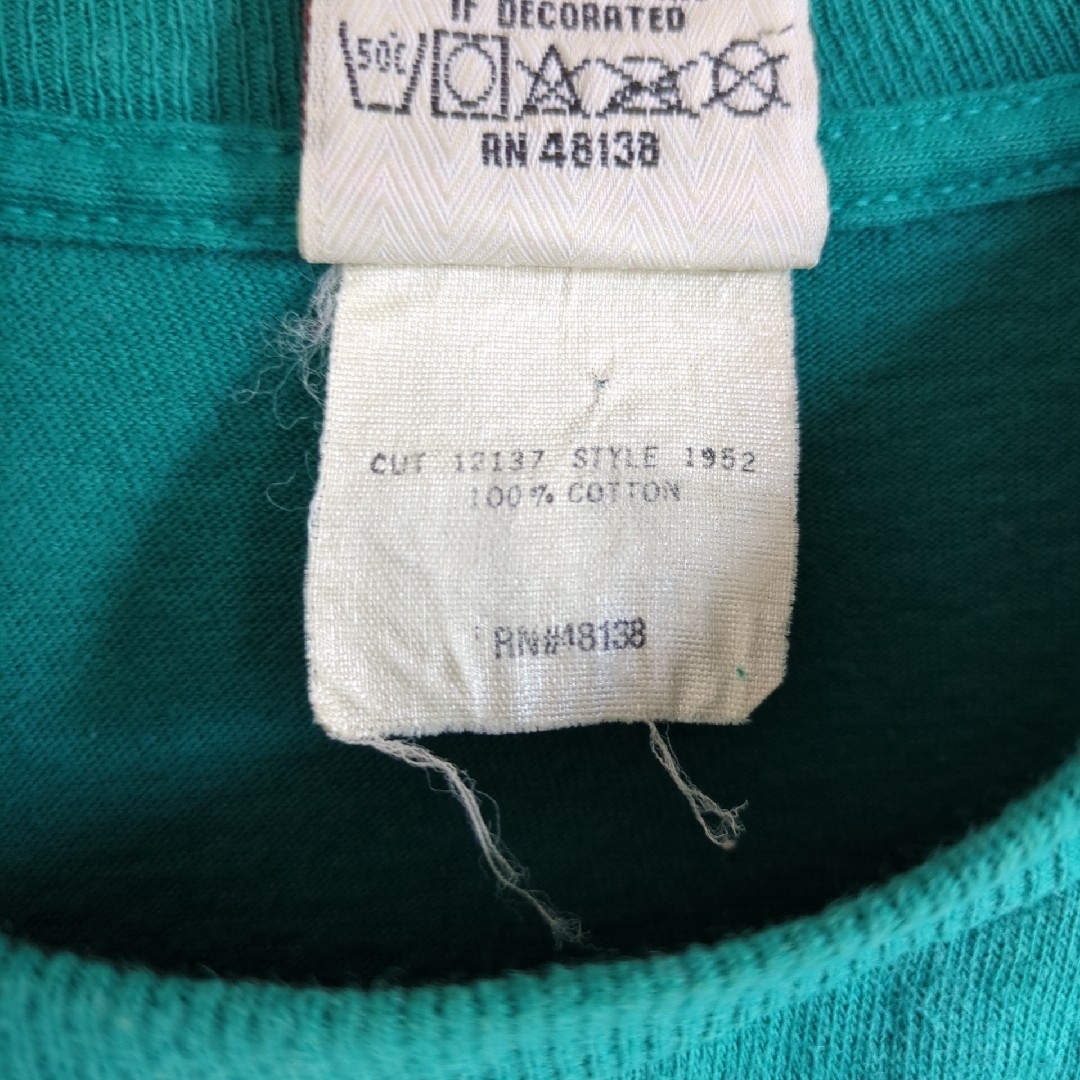 IF DECORATED
50°C
RN 48138
CUT 12137 STYLE 1952
100% COTTON
RN#48138